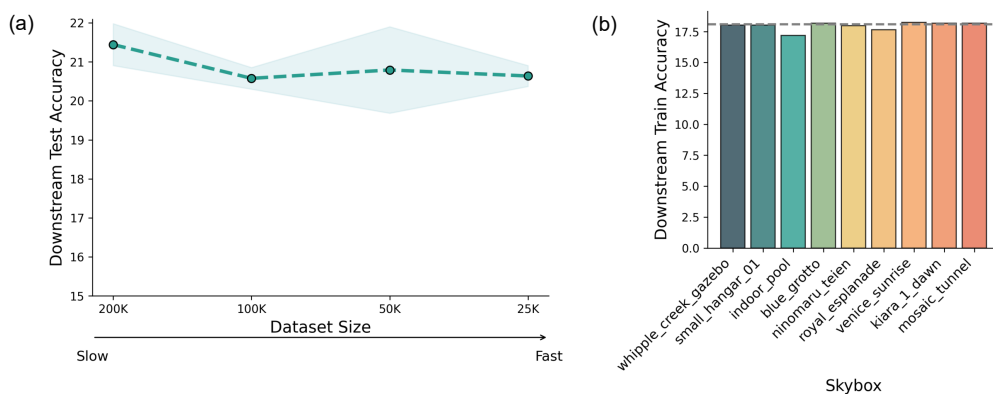 (a)
Downstream Test Accuracy
22
21
20
19
18
17
16
15
200K
100K
50K
25K
Dataset Size
Slow
Fast
(b)
Downstream Train Accuracy
17.5
15.0
12.5
10.0
7.5
5.0
2.5
0.0
whipple_creek_gazebo
small_hangar_01
indoor_pool
blue_grotto
ninomaru_teien
royal_esplanade
venice_sunrise
kiara_1_dawn
mosaic_tunnel
Skybox